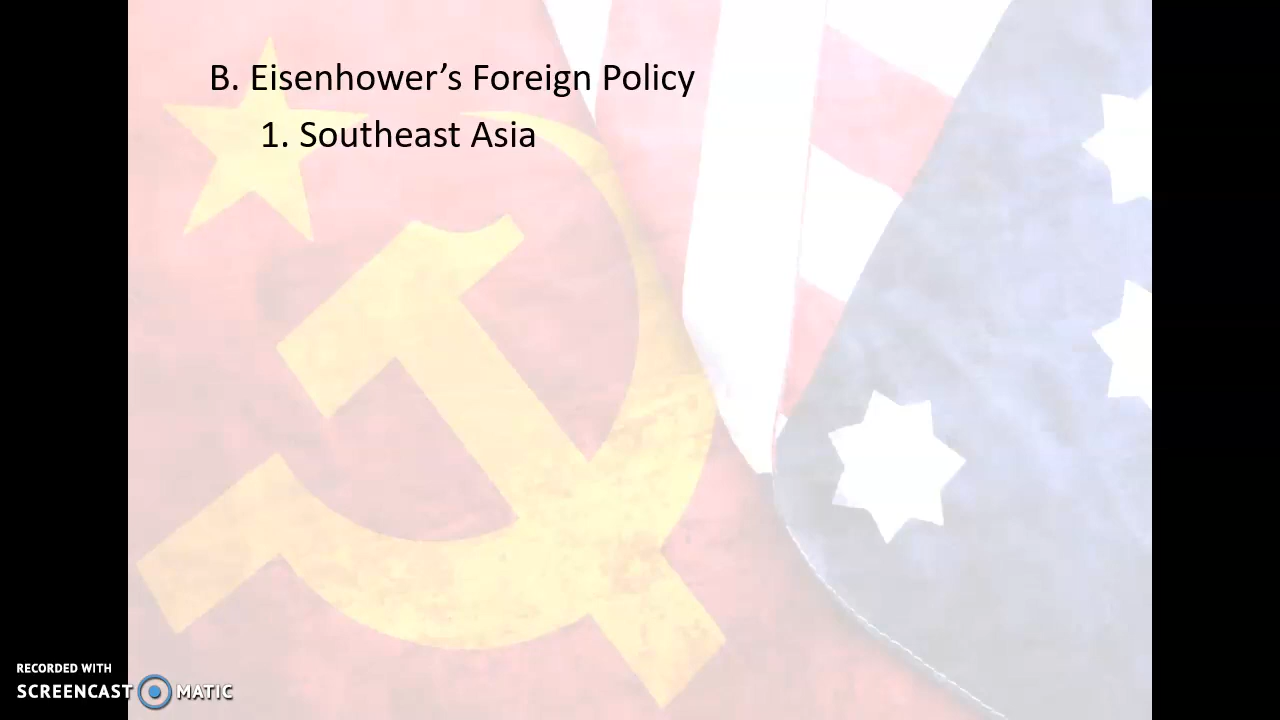 B. Eisenhower’s Foreign Policy
1. Southeast Asia
RECORDED WITH
SCREENCAST MATIC